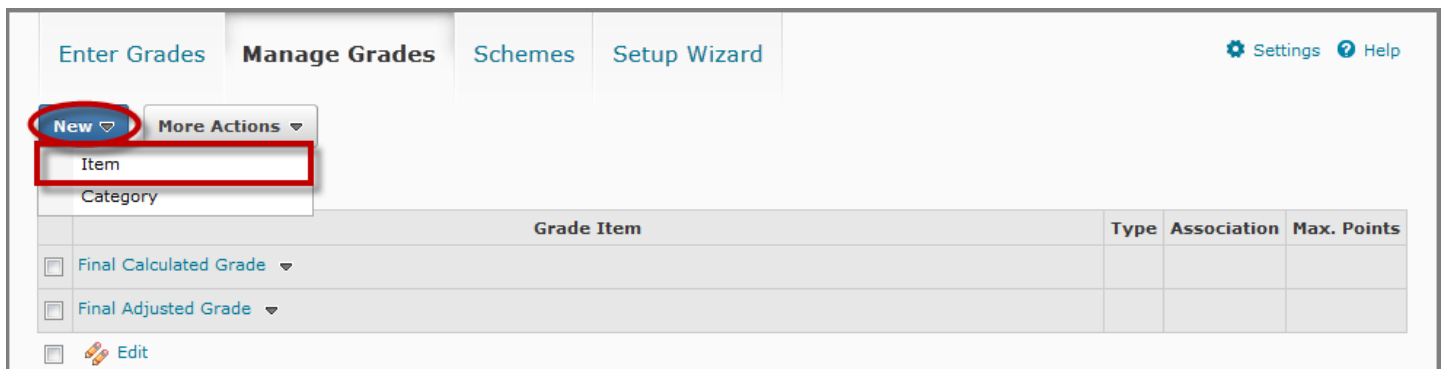 Enter Grades Manage Grades Schemes Setup Wizard Settings Help
New More Actions
Item
Category
Grade Item Type Association Max. Points
Final Calculated Grade
Final Adjusted Grade
Edit